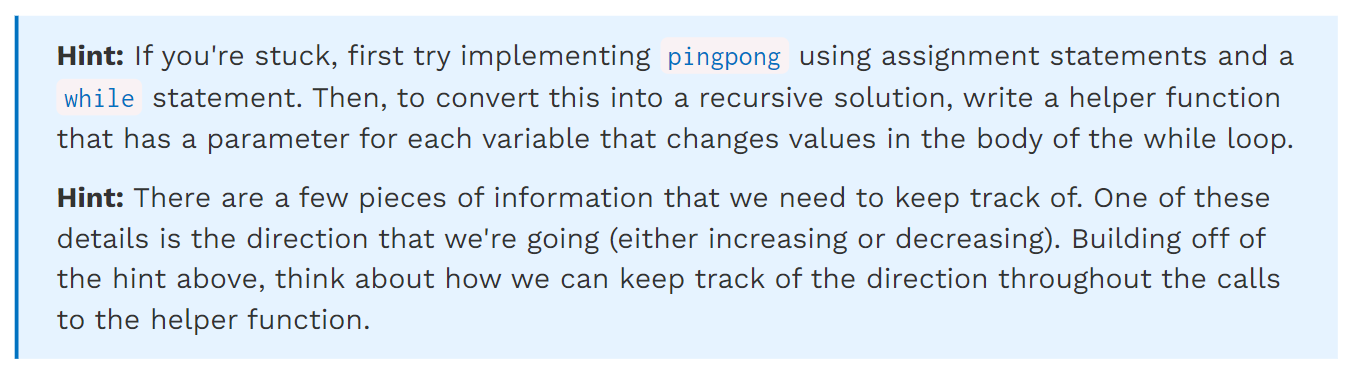 Hint: If you're stuck, first try implementing pingpong using assignment statements and a
while statement. Then, to convert this into a recursive solution, write a helper function
that has a parameter for each variable that changes values in the body of the while loop.
Hint: There are a few pieces of information that we need to keep track of. One of these
details is the direction that we're going (either increasing or decreasing). Building off of
the hint above, think about how we can keep track of the direction throughout the calls
to the helper function.